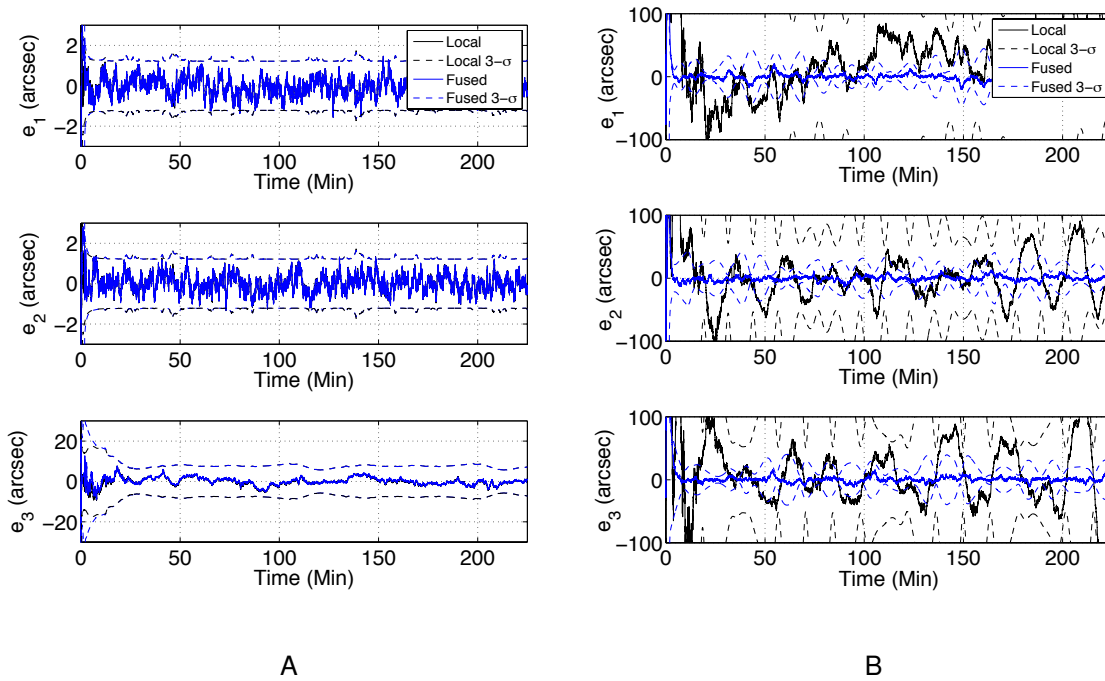 2
0
−2
e1 (arcsec)
0 50 100 150 200
Time (Min)
Local
Local 3−σ
Fused
Fused 3−σ
2
0
−2
e2 (arcsec)
0 50 100 150 200
Time (Min)
20
0
−20
e3 (arcsec)
0 50 100 150 200
Time (Min)
A
100
0
−100
e1 (arcsec)
0 50 100 150 200
Time (Min)
Local
Local 3−σ
Fused
Fused 3−σ
100
0
−100
e2 (arcsec)
0 50 100 150 200
Time (Min)
100
0
−100
e3 (arcsec)
0 50 100 150 200
Time (Min)
B